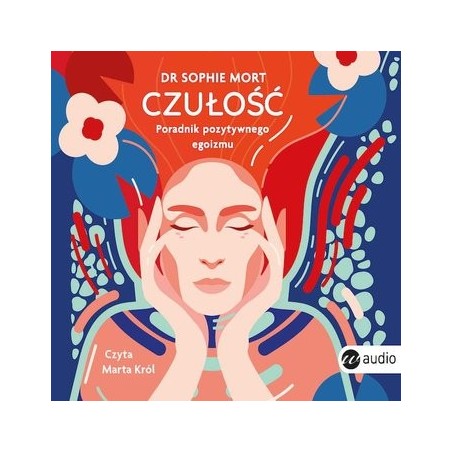 DR SOPHIE MORT
CZUŁOŚĆ
Poradnik pozytywnego
egoizmu
Czyta
Marta Król
audio